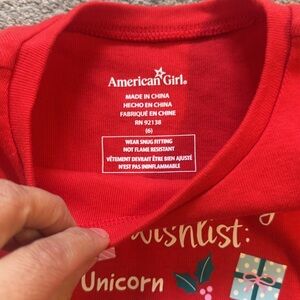 American Girl®
MADE IN CHINA
HECHO EN CHINA
FABRIQUÉ EN CHINE
RN 92138
(6)
WEAR SNUG FITTING
NOT FLAME RESISTANT
VÊTEMENT DEVRAIT ÊTRE BIEN AJUSTÉ
N'EST PAS ININFLAMMABLE
wishlist:
Unicorn